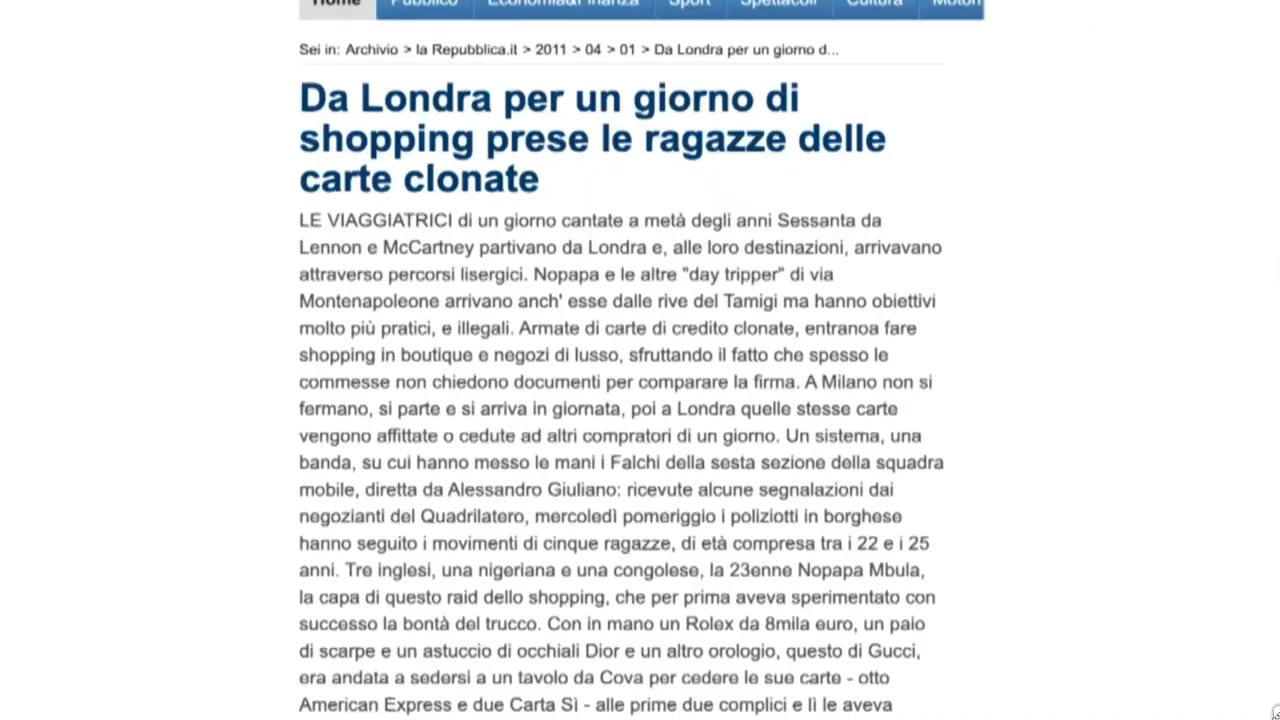 Home Pubblico Economia&Finanza Sport Spettacoli Cultura Motori
Sei in: Archivio > la Repubblica.it > 2011 > 04 > 01 > Da Londra per un giorno d...
Da Londra per un giorno di
shopping prese le ragazze delle
carte clonate
LE VIAGGIATRICI di un giorno cantate a metà degli anni Sessanta da
Lennon e McCartney partivano da Londra e, alle loro destinazioni, arrivavano
attraverso percorsi lisergici. Nopapa e le altre "day tripper" di via
Montenapoleone arrivano anch' esse dalle rive del Tamigi ma hanno obiettivi
molto più pratici, e illegali. Armate di carte di credito clonate, entranoa fare
shopping in boutique e negozi di lusso, sfruttando il fatto che spesso le
commesse non chiedono documenti per comparare la firma. A Milano non si
fermano, si parte e si arriva in giornata, poi a Londra quelle stesse carte
vengono affittate o cedute ad altri compratori di un giorno. Un sistema, una
banda, su cui hanno messo le mani i Falchi della sesta sezione della squadra
mobile, diretta da Alessandro Giuliano: ricevute alcune segnalazioni dai
negozianti del Quadrilatero, mercoledì pomeriggio i poliziotti in borghese
hanno seguito i movimenti di cinque ragazze, di età compresa tra i 22 e i 25
anni. Tre inglesi, una nigeriana e una congolese, la 23enne Nopapa Mbula,
la capa di questo raid dello shopping, che per prima aveva sperimentato con
successo la bontà del trucco. Con in mano un Rolex da 8mila euro, un paio
di scarpe e un astuccio di occhiali Dior e un altro orologio, questo di Gucci,
era andata a sedersi a un tavolo da Cova per cedere le sue carte - otto
American Express e due Carta Sì - alle prime due complici e lì le aveva